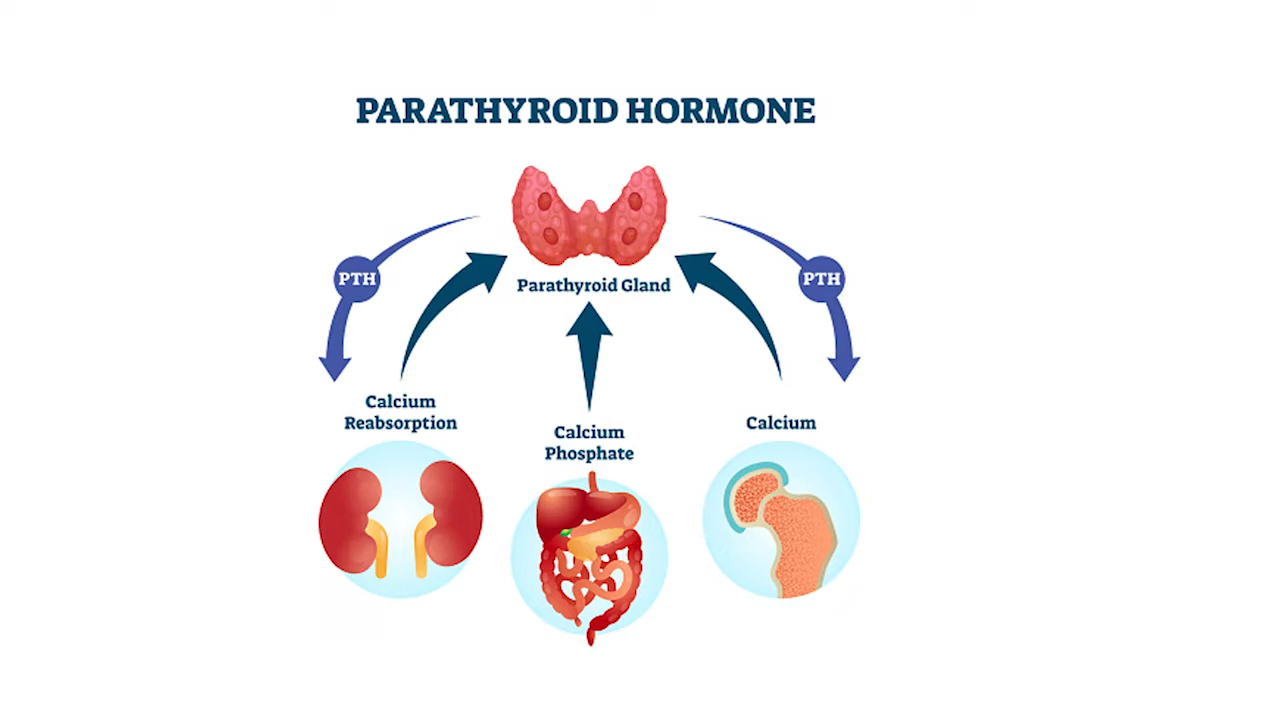 PARATHYROID HORMONE
PTH
PTH
Parathyroid Gland
Calcium
Reabsorption
Calcium
Phosphate
Calcium